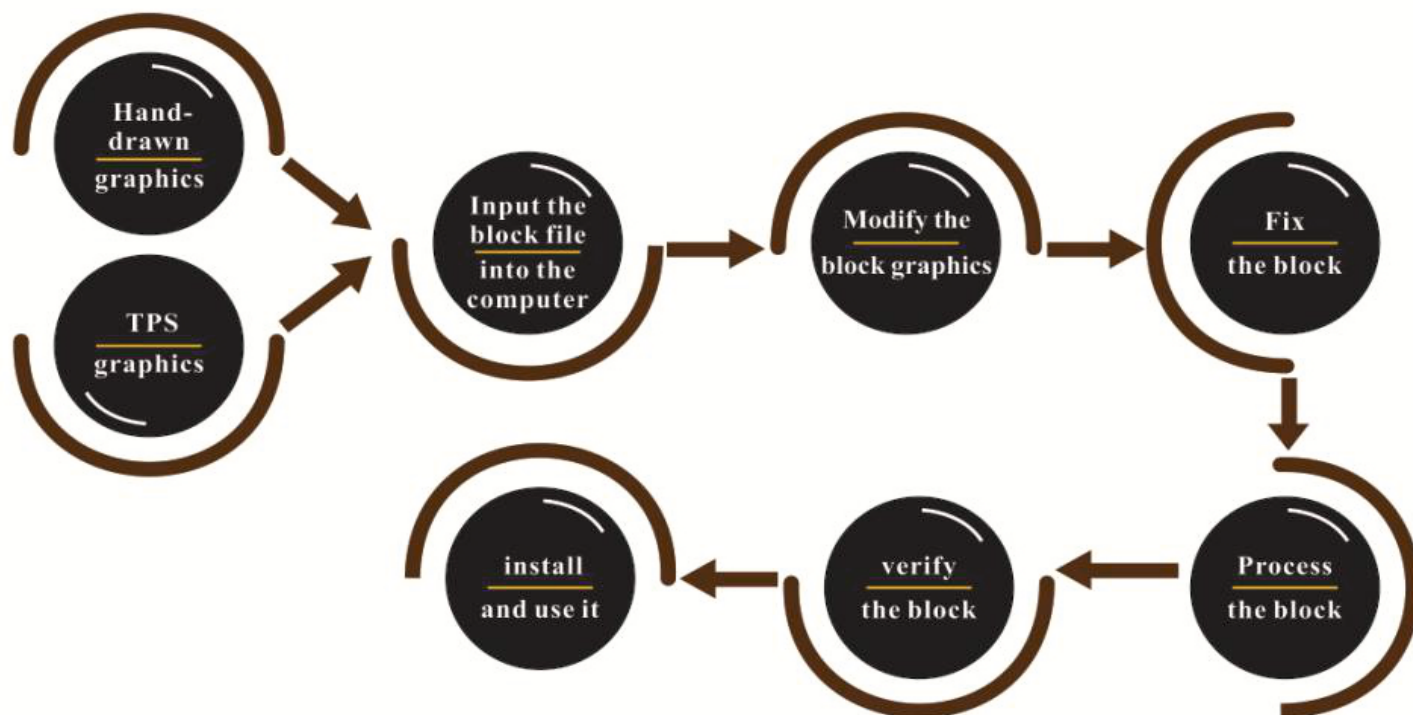 Hand-
drawn
graphics
TPS
graphics
Input the
block file
into the
computer
Modify the
block graphics
Fix
the block
Process
the block
verify
the block
install
and use it